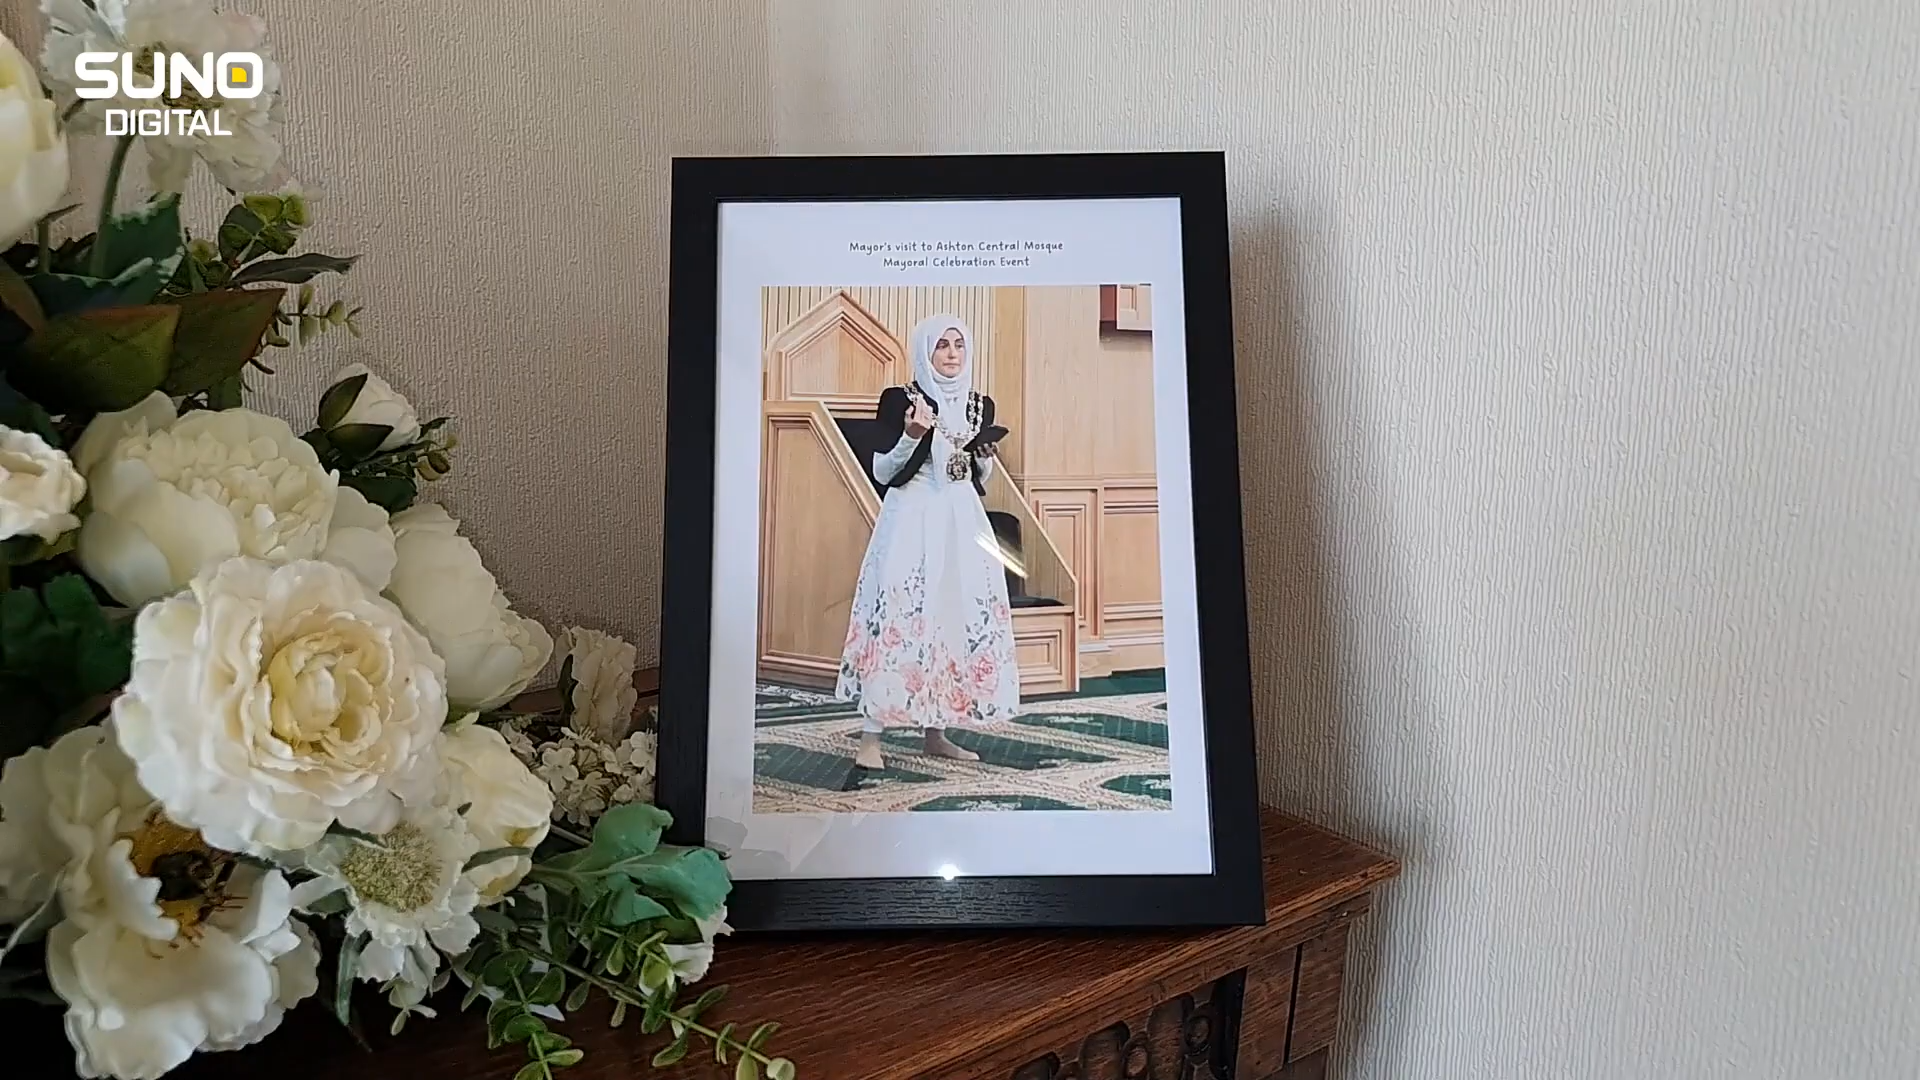 SUNO
DIGITAL
Mayor's visit to Ashton Central Mosque
Mayoral Celebration Event